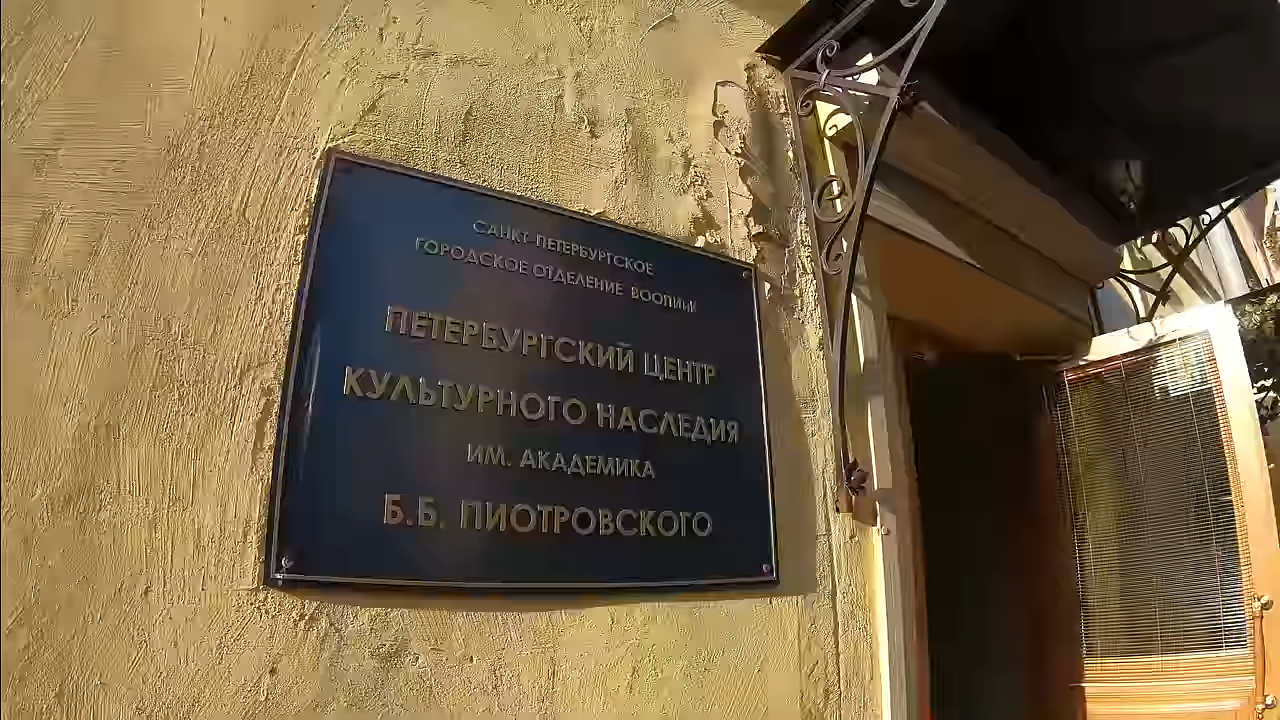 САНКТ-ПЕТЕРБУРГСКОЕ
ГОРОДСКОЕ ОТДЕЛЕНИЕ ВООПИиК
ПЕТЕРБУРГСКИЙ ЦЕНТР
КУЛЬТУРНОГО НАСЛЕДИЯ
ИМ. АКАДЕМИКА
Б.Б. ПИОТРОВСКОГО